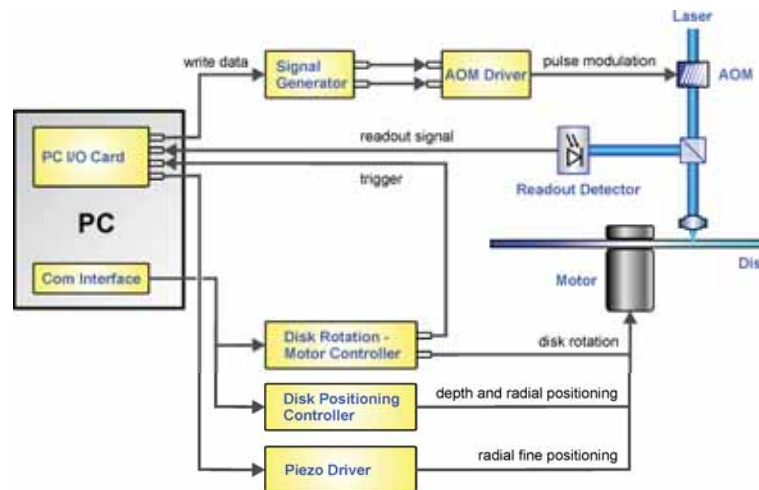 Laser
write data
Signal
Generator
AOM Driver
pulse modulation
AOM
PC I/O Card
readout signal
Readout Detector
trigger
PC
Com Interface
Motor
Dis
Disk Rotation -
Motor Controller
disk rotation
Disk Positioning
Controller
depth and radial positioning
Piezo Driver
radial fine positioning